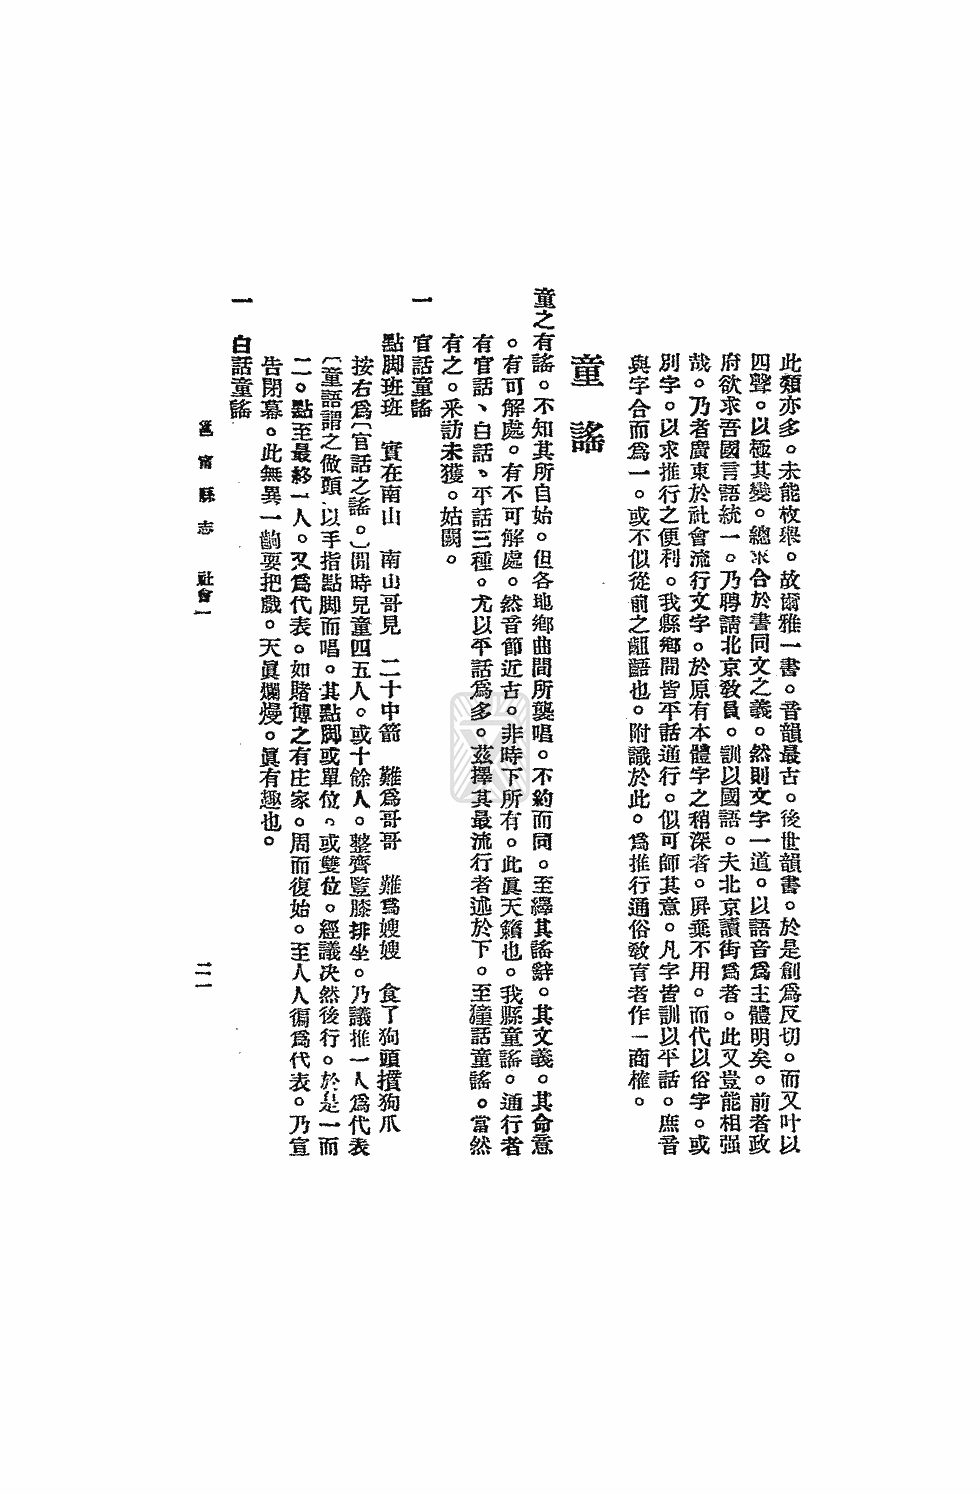 此類亦多。未能枚舉。故爾雅一書。音韻最古。後世韻書。於是創爲反切。而又叶以
四聲。以極其變。總求合於書同文之義。然則文字一道。以語音爲主體明矣。前者政
府欲求吾國言語統一。乃聘請北京敎員。訓以國語。夫北京讀街爲者。此又豈能相强
哉。乃者廣東於社會流行文字。於原有本體字之稍深者。屛棄不用。而代以俗字。或
別字。以求推行之便利。我縣鄉間皆平話通行。似可師其意。凡字皆訓以平話。庶音
與字合而爲一。或不似從前之齟齬也。附識於此。爲推行通俗敎育者作一商榷。
童謠
童之有謠。不知其所自始。但各地鄉曲間所襲唱。不約而同。至繹其謠辭。其文義。其命意
。有可解處。有不可解處。然音節近古。非時下所有。此眞天籟也。我縣童謠。通行者
有官話、白話、平話三種。尤以平話爲多。茲擇其最流行者述於下。至獞話童謠。當然
有之。采訪未獲。姑闕。
一 官話童謠
點脚班班 實在南山 南山哥見 二十中箭 難爲哥哥 難爲嫂嫂 食了狗頭攢狗爪
按右爲〔官話之謠。〕閒時兒童四五人。或十餘人。整齊豎膝排坐。乃議推一人爲代表
〔童語謂之做頭、以手指點脚而唱。其點脚或單位。或雙位。經議決然後行。於是一而
二。點至最終一人。又爲代表。如賭博之有庄家。周而復始。至人人徧爲代表。乃宣
告閉幕。此無異一齣耍把戲。天眞爛熳。眞有趣也。
一 白話童謠
邕甯縣志 社會一 二一